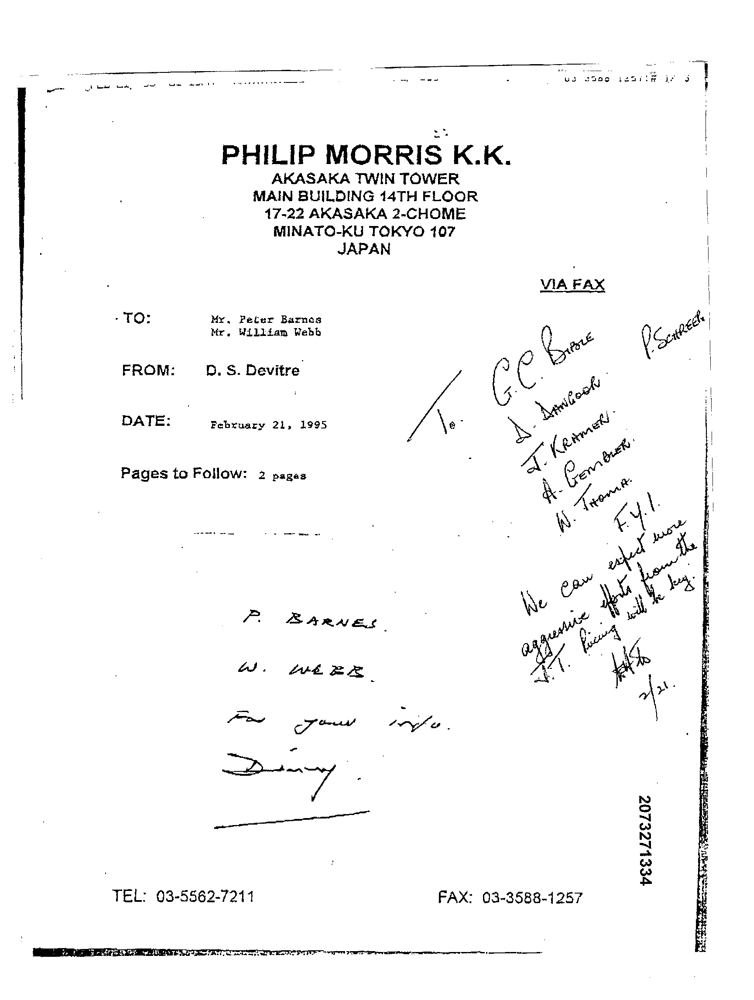 03 3588 1257;# 1/ 3
PHILIP MORRIS K.K.
AKASAKA TWIN TOWER
MAIN BUILDING 14TH FLOOR
17-22 AKASAKA 2-CHOME
MINATO-KU TOKYO 107
JAPAN
VIA FAX
TO: Mr. Peter Barnes
Mr. William Webb
FROM: D. S. Devitre
DATE: February 21, 1995
Pages to Follow: 2 pages
To:
G.C. BIBLE
P. SCHREER
D. DANGOOR.
J. KRAMER.
A. GEMBLER.
W. THOMA.
F.Y.I.
We can expect more
aggressive efforts from the
J.T. Pricing will be key.
2/21.
P. BARNES.
W. WEBB.
For your info.
Dinny.
2073271334
TEL: 03-5562-7211
FAX: 03-3588-1257